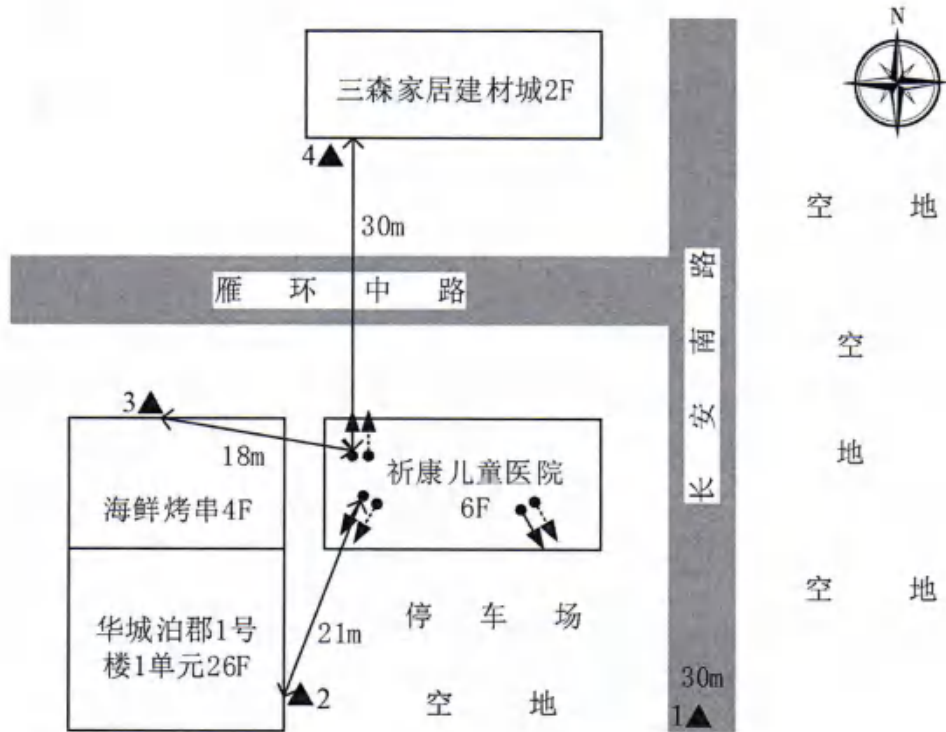 N
三森家居建材城2F
4
30m
空 地
雁 环 中 路
长 安 南 路
空
地
3
18m
海鲜烤串4F
祈康儿童医院
6F
华城泊郡1号
楼1单元26F
21m
2
停 车 场
空 地
空 地
30m
1